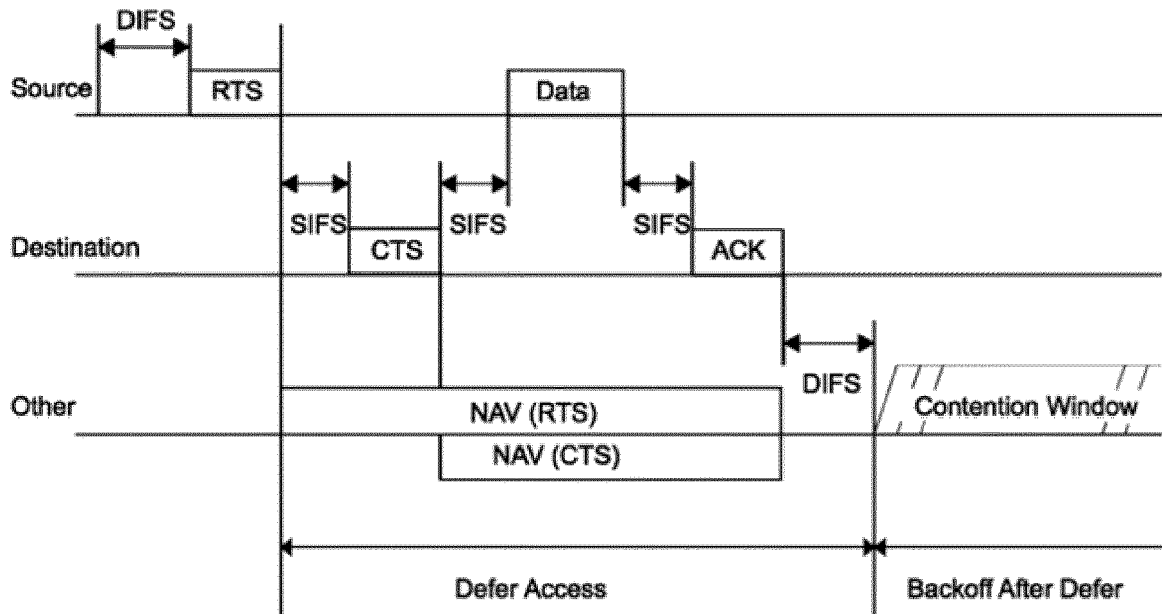 DIFS
Source
RTS
Data
SIFS
SIFS
SIFS
Destination
CTS
ACK
DIFS
Other
NAV (RTS)
Contention Window
NAV (CTS)
Defer Access
Backoff After Defer